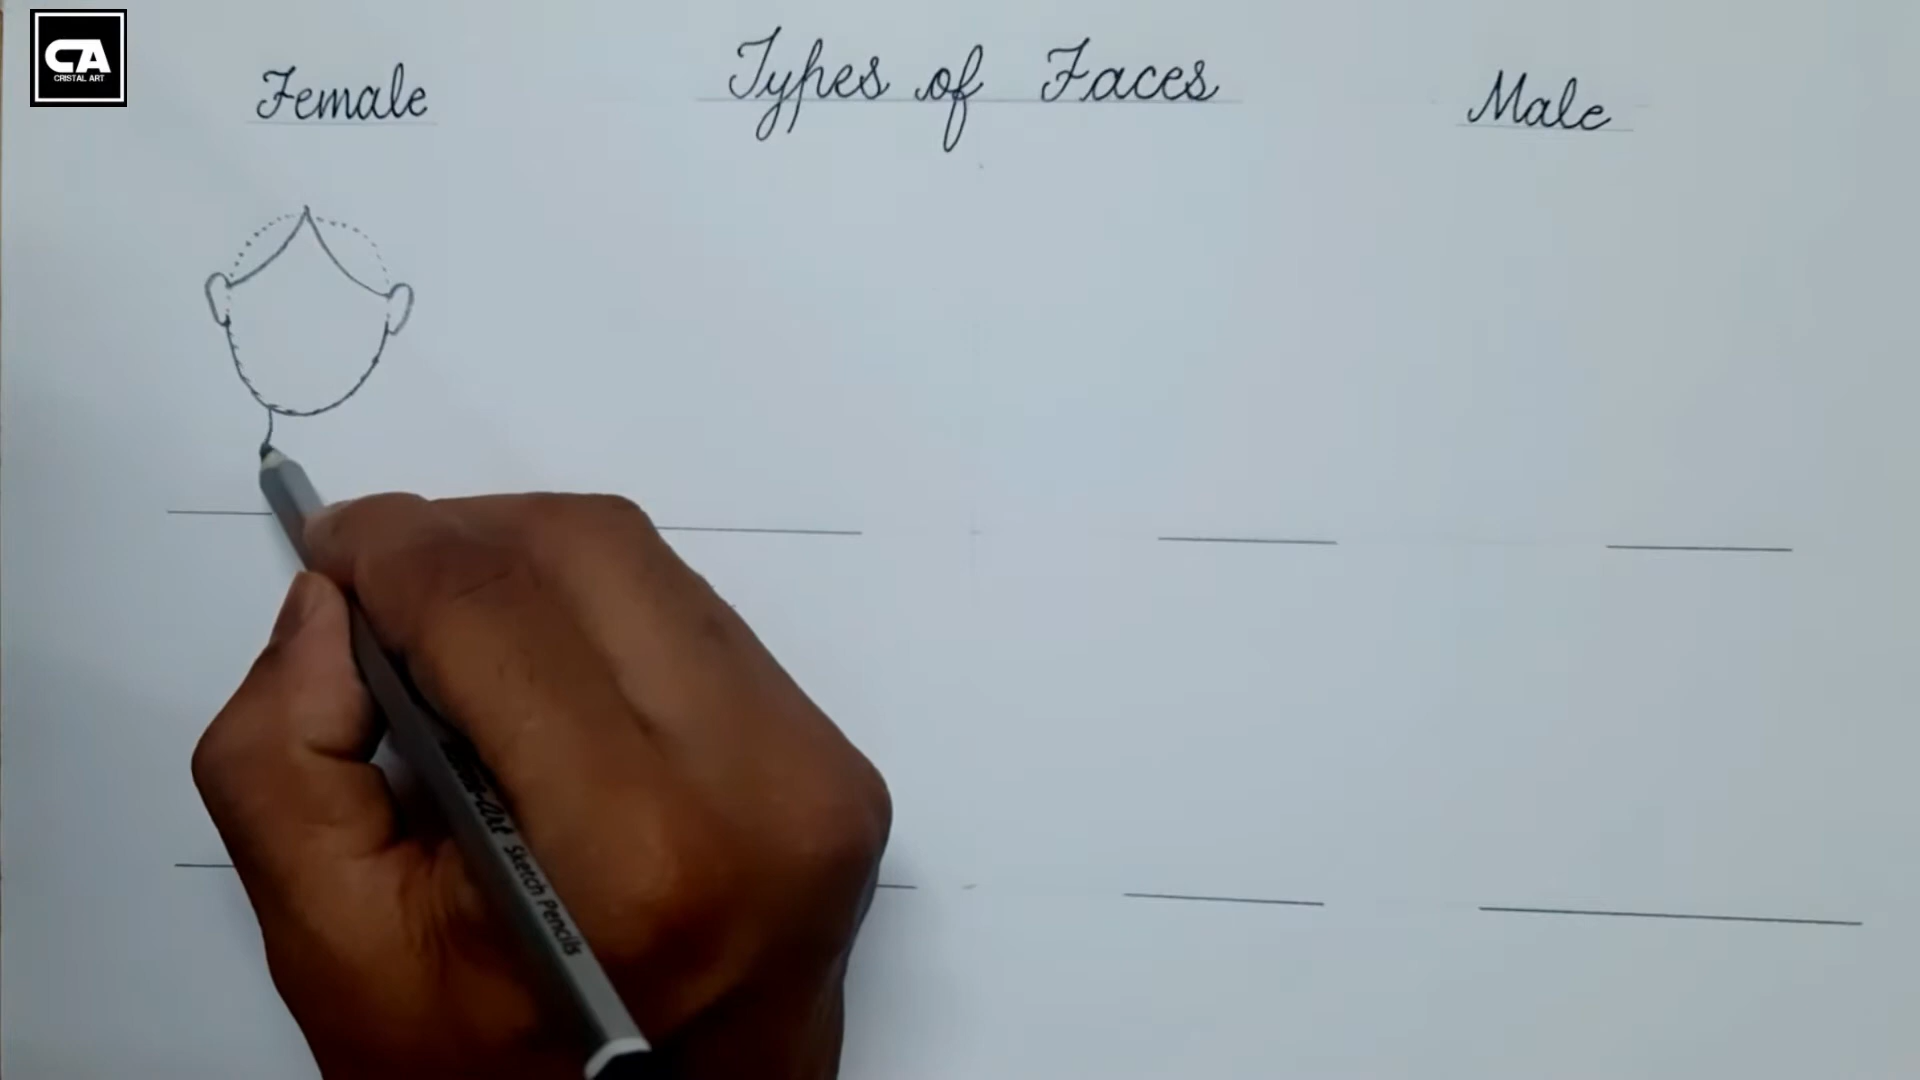 CA
CRISTAL ART
Female
Types of Faces
Male
Sketch Pencils